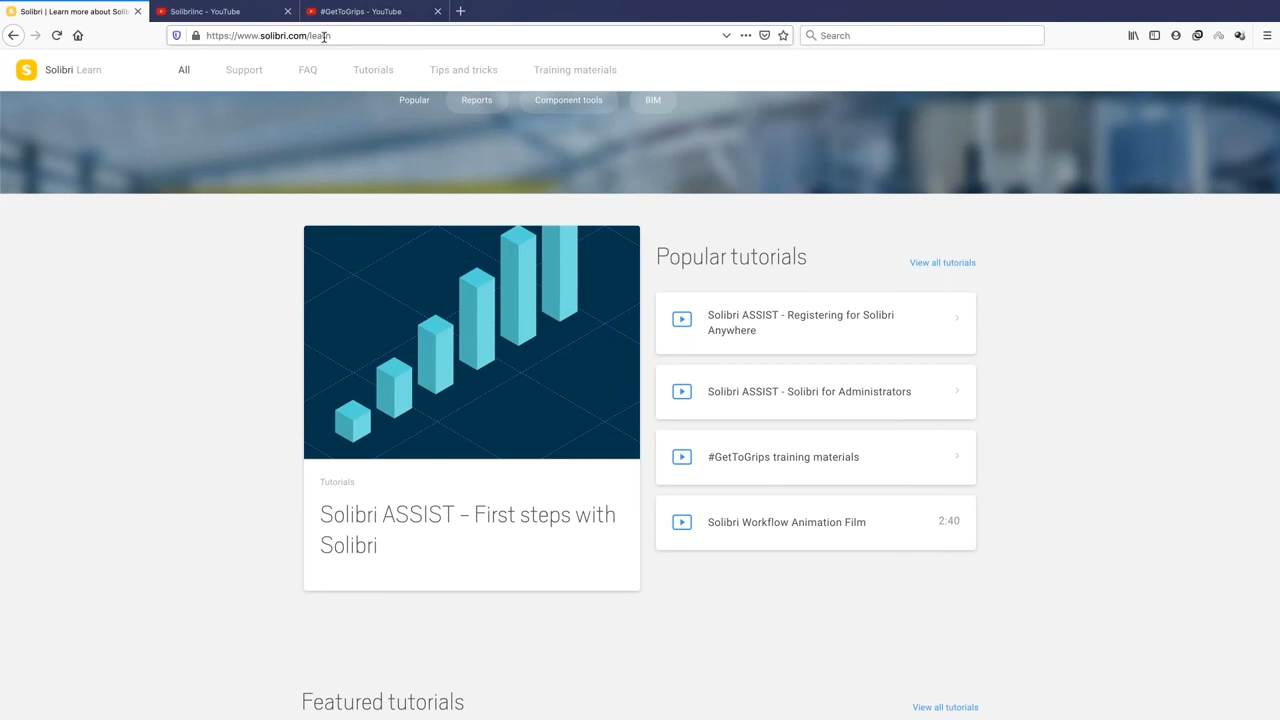 Solibri | Learn more about Solib
SolibriInc - YouTube
#GetToGrips - YouTube
https://www.solibri.com/learn
Search
S Solibri Learn
All
Support
FAQ
Tutorials
Tips and tricks
Training materials
Popular
Reports
Component tools
BIM
Popular tutorials
View all tutorials
Solibri ASSIST - Registering for Solibri
Anywhere
Solibri ASSIST - Solibri for Administrators
#GetToGrips training materials
Solibri Workflow Animation Film
2:40
Tutorials
Solibri ASSIST – First steps with
Solibri
Featured tutorials
View all tutorials